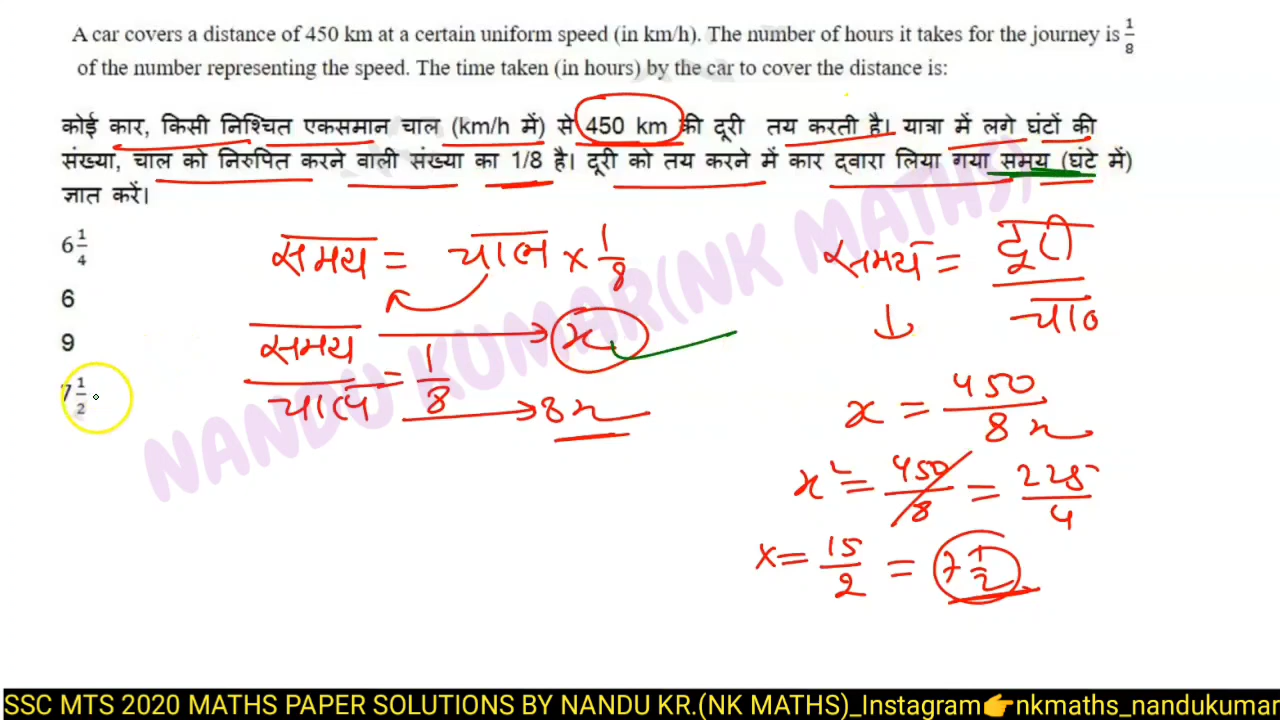 A car covers a distance of 450 km at a certain uniform speed (in km/h). The number of hours it takes for the journey is 1/8
of the number representing the speed. The time taken (in hours) by the car to cover the distance is:
कोई कार, किसी निश्चित एकसमान चाल (km/h में) से 450 km की दूरी तय करती है। यात्रा में लगे घंटों की
संख्या, चाल को निरुपित करने वाली संख्या का 1/8 है। दूरी को तय करने में कार द्वारा लिया गया समय (घंटे में)
ज्ञात करें।
6 1/4
6
9
7 1/2
समय = चाल × 1/8
समय/चाल = 1/8
x
8x
समय = दूरी/चाल
x = 450/8x
x² = 450/8 = 225/4
x = 15/2 = 7 1/2
NANDU KUMAR(NK MATHS)
SSC MTS 2020 MATHS PAPER SOLUTIONS BY NANDU KR.(NK MATHS)_Instagram👉nkmaths_nandukumar